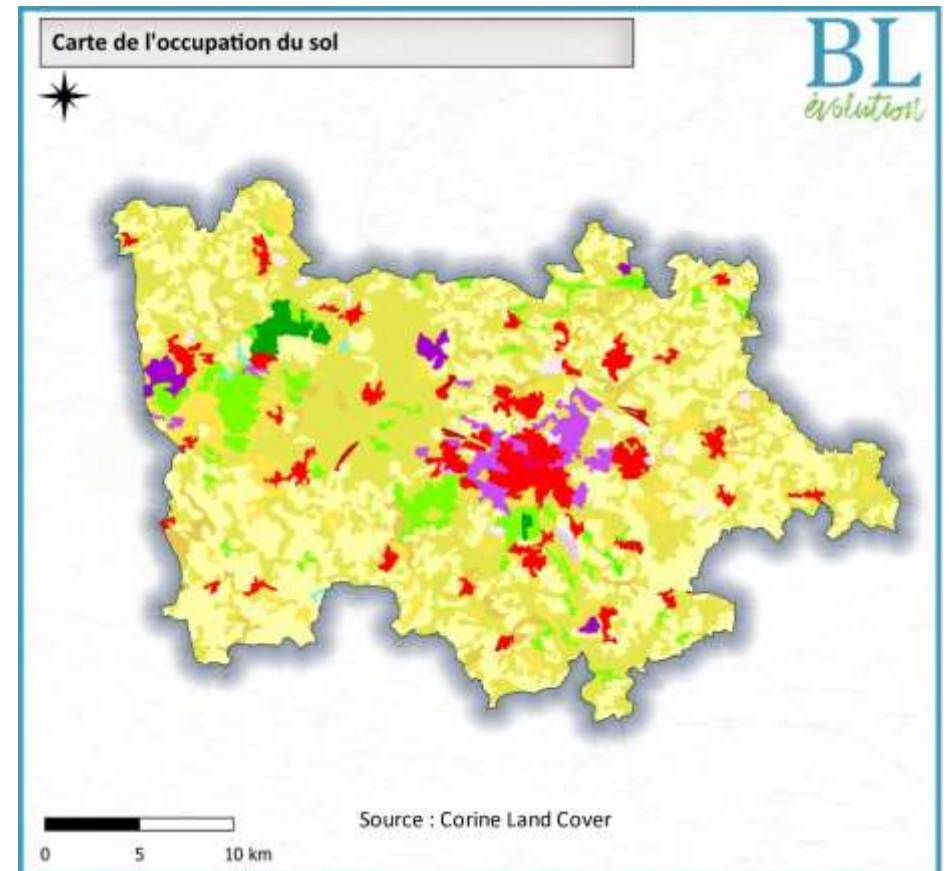 Carte de l'occupation du sol
BL
évolution
Source : Corine Land Cover
0 5 10 km